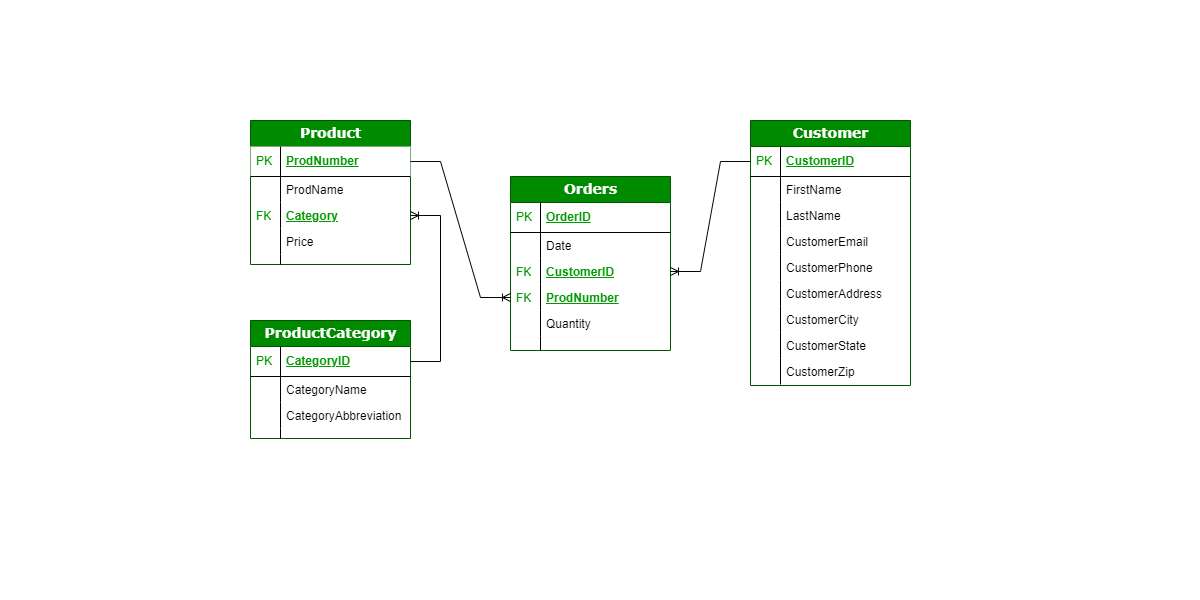 Product
PK ProdNumber
ProdName
FK Category
Price
ProductCategory
PK CategoryID
CategoryName
CategoryAbbreviation
Orders
PK OrderID
Date
FK CustomerID
FK ProdNumber
Quantity
Customer
PK CustomerID
FirstName
LastName
CustomerEmail
CustomerPhone
CustomerAddress
CustomerCity
CustomerState
CustomerZip